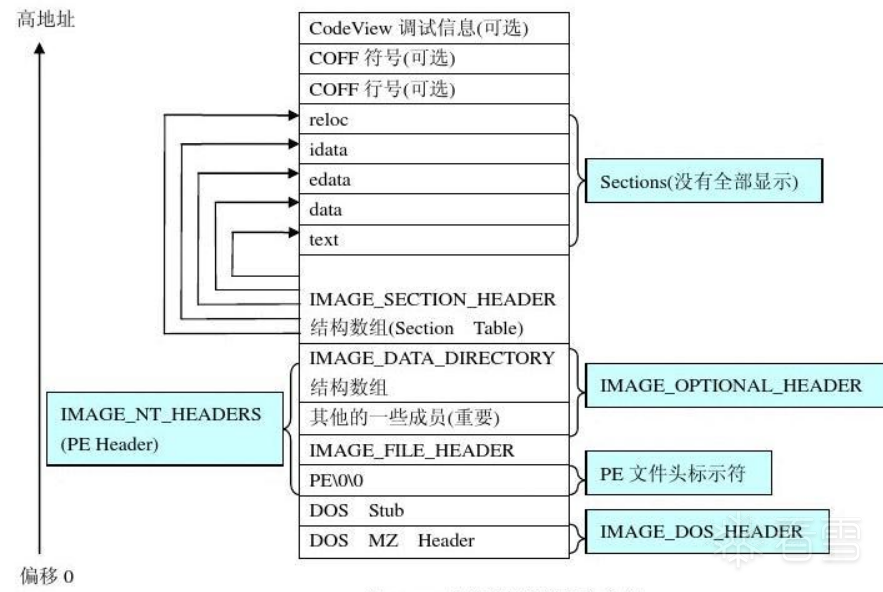 高地址
CodeView 调试信息(可选)
COFF 符号(可选)
COFF 行号(可选)
reloc
idata
edata
data
text
Sections(没有全部显示)
IMAGE_SECTION_HEADER
结构数组(Section Table)
IMAGE_DATA_DIRECTORY
结构数组
其他的一些成员(重要)
IMAGE_OPTIONAL_HEADER
IMAGE_NT_HEADERS
(PE Header)
IMAGE_FILE_HEADER
PE\0\0
PE 文件头标示符
DOS Stub
DOS MZ Header
IMAGE_DOS_HEADER
偏移 0
看雪